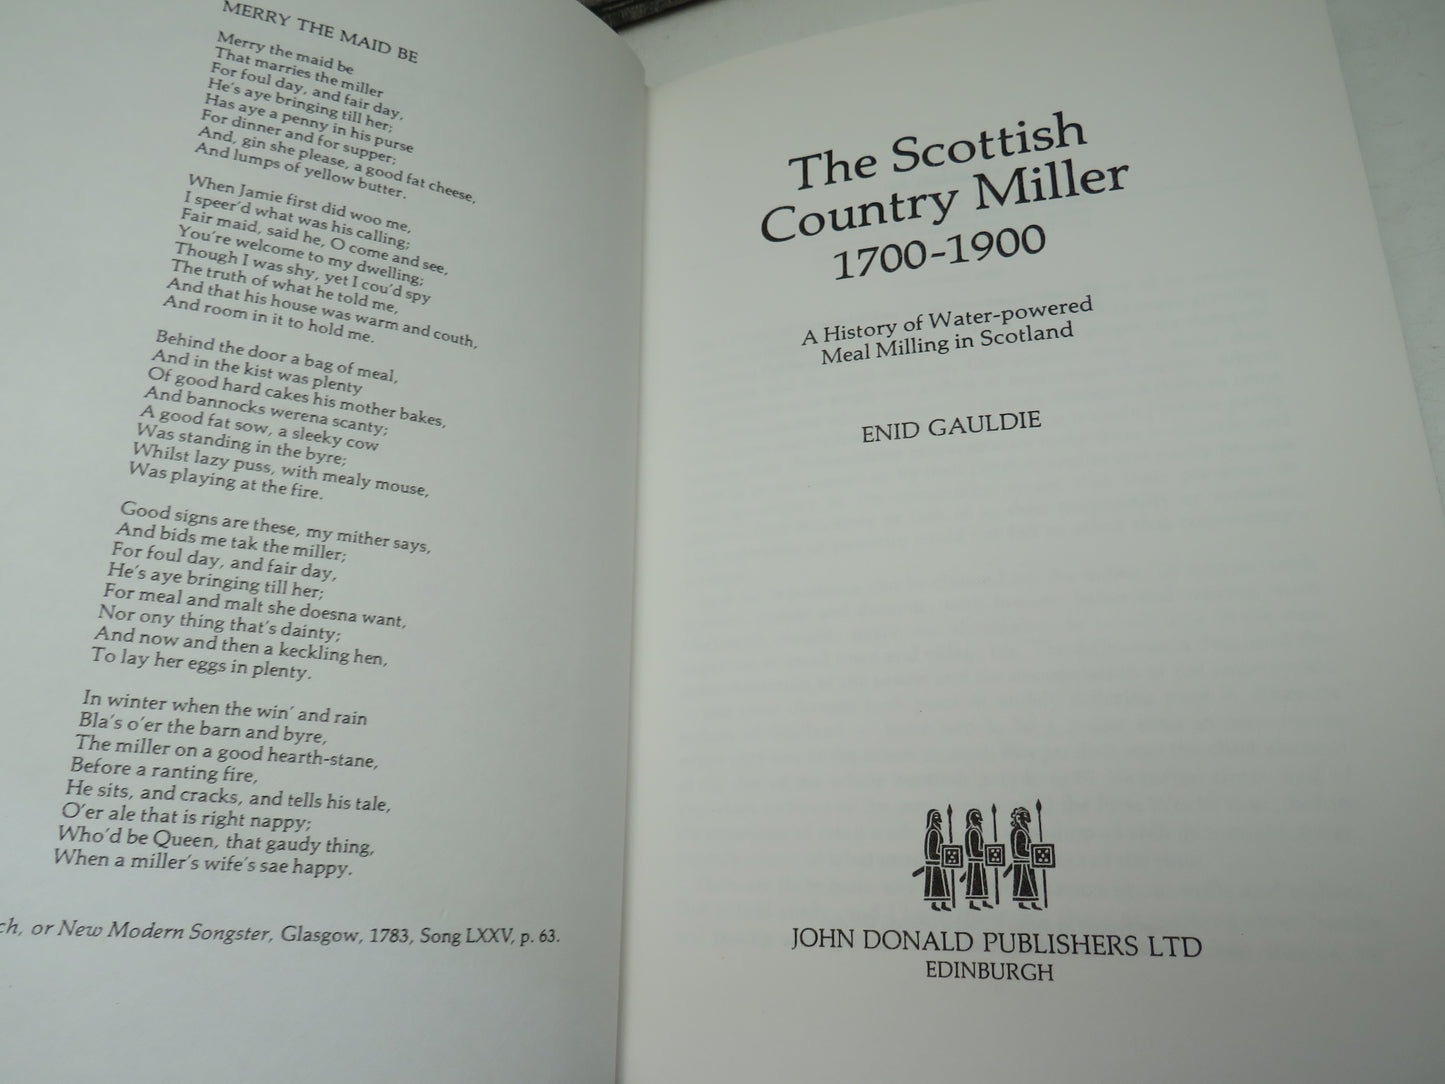 MERRY THE MAID BE
Merry the maid be
That marries the miller
For foul day, and fair day,
He's aye bringing till her;
Has aye a penny in his purse
For dinner and for supper;
And, gin she please, a good fat cheese,
And lumps of yellow butter.
When Jamie first did woo me,
I speer'd what was his calling;
Fair maid, said he, O come and see,
You're welcome to my dwelling;
Though I was shy, yet I cou'd spy
The truth of what he told me,
And that his house was warm and couth,
And room in it to hold me.
Behind the door a bag of meal,
And in the kist was plenty
Of good hard cakes his mother bakes,
And bannocks werena scanty;
A good fat sow, a sleeky cow
Was standing in the byre;
Whilst lazy puss, with mealy mouse,
Was playing at the fire.
Good signs are these, my mither says,
And bids me tak the miller;
For foul day, and fair day,
He's aye bringing till her;
For meal and malt she doesna want,
Nor ony thing that's dainty;
And now and then a keckling hen,
To lay her eggs in plenty.
In winter when the win' and rain
Bla's o'er the barn and byre,
The miller on a good hearth-stane,
Before a ranting fire,
He sits, and cracks, and tells his tale,
O'er ale that is right nappy;
Who'd be Queen, that gaudy thing,
When a miller's wife's sae happy.
ch, or New Modern Songster, Glasgow, 1783, Song LXXV, p. 63.
The Scottish
Country Miller
1700-1900
A History of Water-powered
Meal Milling in Scotland
ENID GAULDIE
JOHN DONALD PUBLISHERS LTD
EDINBURGH